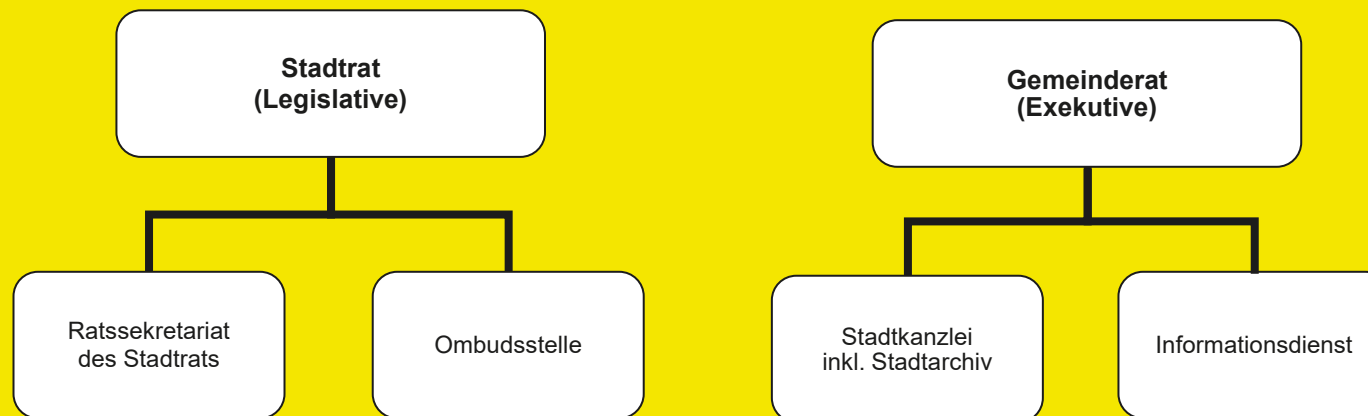 Stadtrat
(Legislative)
Gemeinderat
(Exekutive)
Ratssekretariat
des Stadtrats
Ombudsstelle
Stadtkanzlei
inkl. Stadtarchiv
Informationsdienst